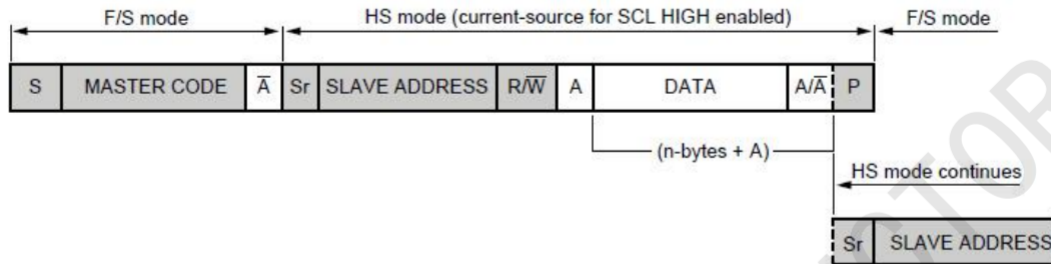 F/S mode HS mode (current-source for SCL HIGH enabled) F/S mode
S MASTER CODE A̅ Sr SLAVE ADDRESS R/W̅ A DATA A/A̅ P
(n-bytes + A)
HS mode continues
Sr SLAVE ADDRESS